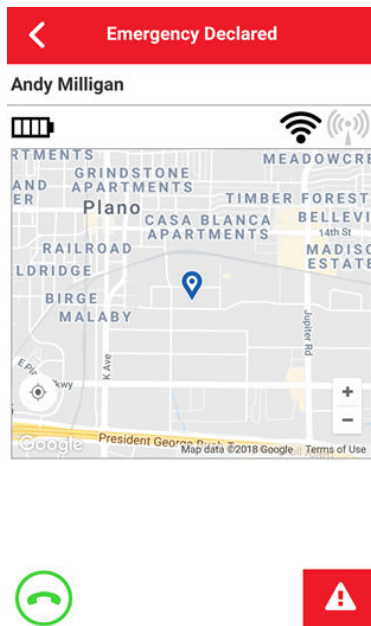 Emergency Declared
Andy Milligan
RTMENTS
MEADOWCRE
GRINDSTONE
AND APARTMENTS
ER
TIMBER FOREST
Plano
CASA BLANCA
APARTMENTS
BELLEVI
14th St
RAILROAD
MADISO
ESTATE
LDRIDGE
BIRGE
MALABY
Jupiter Rd
K Ave
E Pl
kwy
+
−
President George
Google
Map data ©2018 Google
Terms of Use